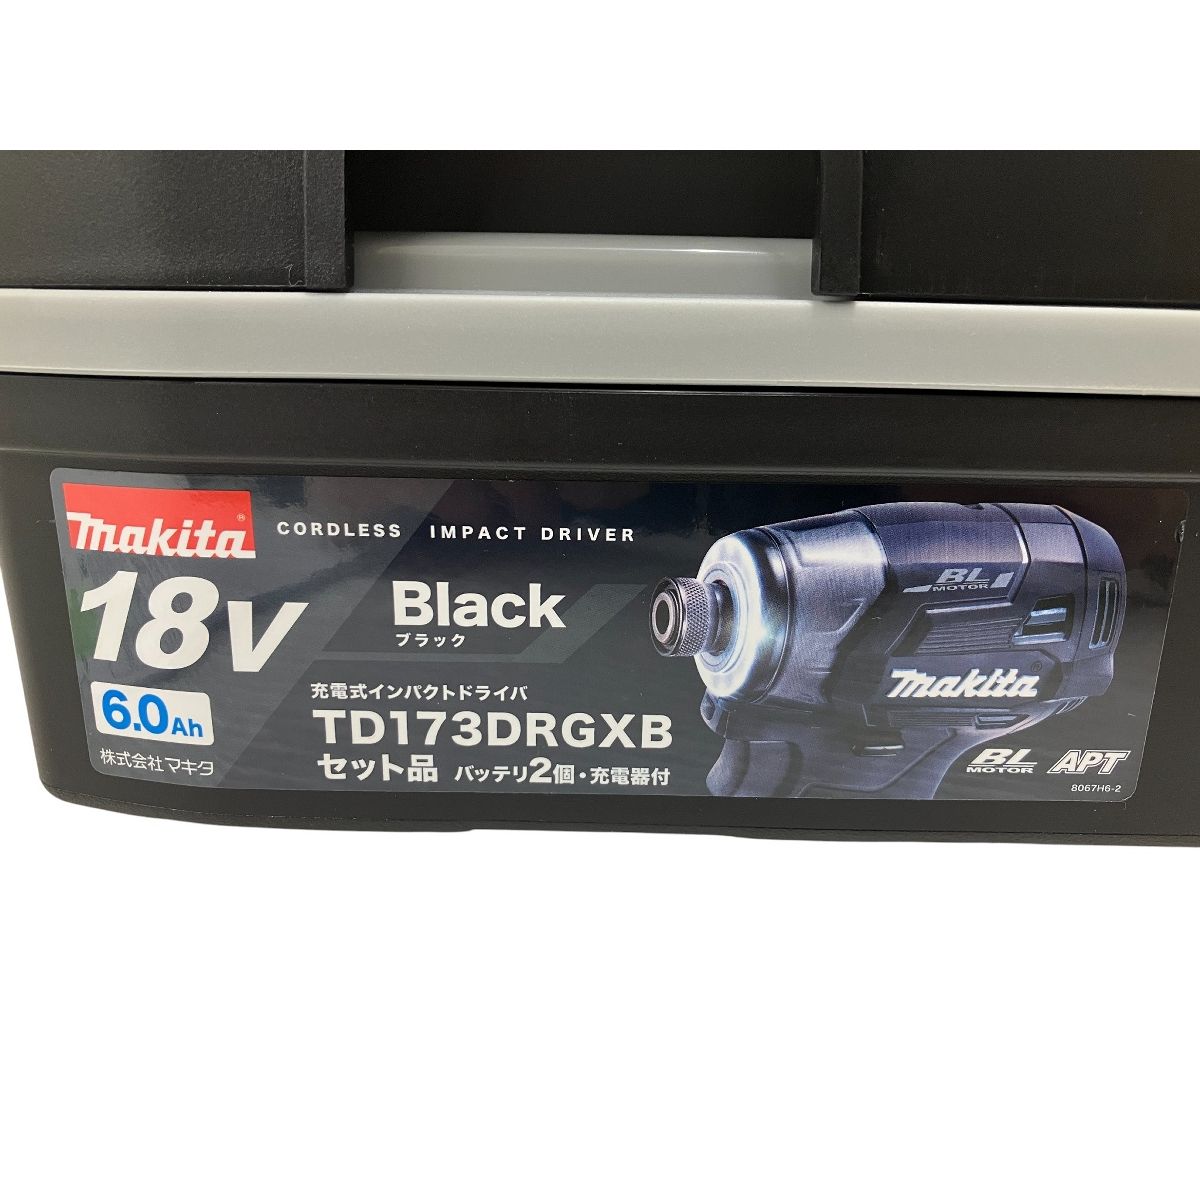 makita® CORDLESS IMPACT DRIVER
18V
Black
ブラック
6.0Ah
株式会社マキタ
充電式インパクトドライバ
TD173DRGXB
セット品 バッテリ2個・充電器付
BL
MOTOR
makita®
BL
MOTOR
APT
8067H6-2